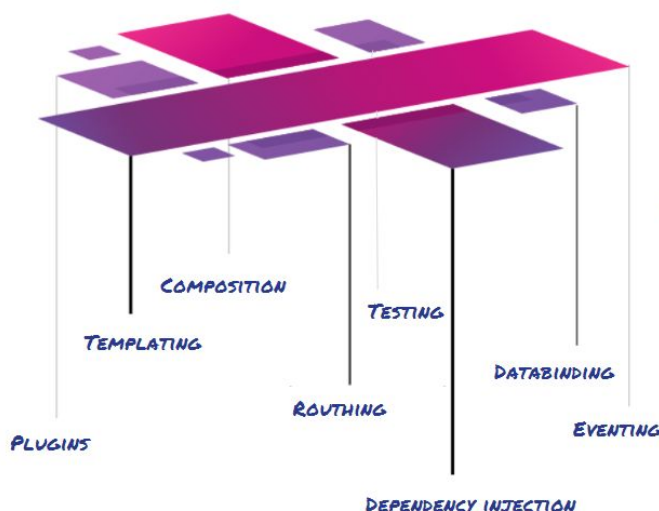 COMPOSITION
TESTING
TEMPLATING
DATABINDING
ROUTHING
EVENTING
PLUGINS
DEPENDENCY INJECTION